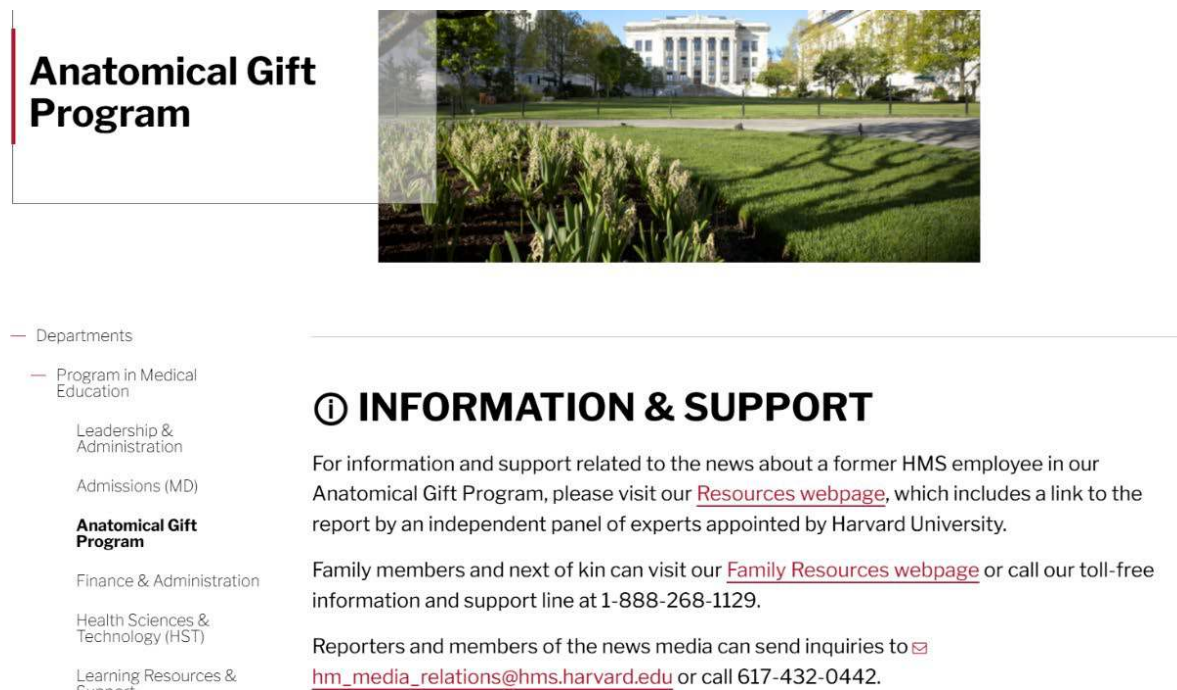 Anatomical Gift
Program
— Departments
— Program in Medical
Education
Leadership &
Administration
Admissions (MD)
Anatomical Gift
Program
Finance & Administration
Health Sciences &
Technology (HST)
Learning Resources &
Support
INFORMATION & SUPPORT
For information and support related to the news about a former HMS employee in our
Anatomical Gift Program, please visit our Resources webpage, which includes a link to the
report by an independent panel of experts appointed by Harvard University.
Family members and next of kin can visit our Family Resources webpage or call our toll-free
information and support line at 1-888-268-1129.
Reporters and members of the news media can send inquiries to
hm_media_relations@hms.harvard.edu or call 617-432-0442.